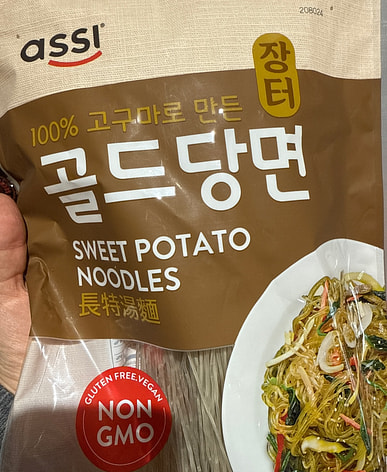 208024
assi
장터
100% 고구마로 만든
골드당면
SWEET POTATO
NOODLES
長特湯麵
GLUTEN FREE.VEGAN
NON
GMO